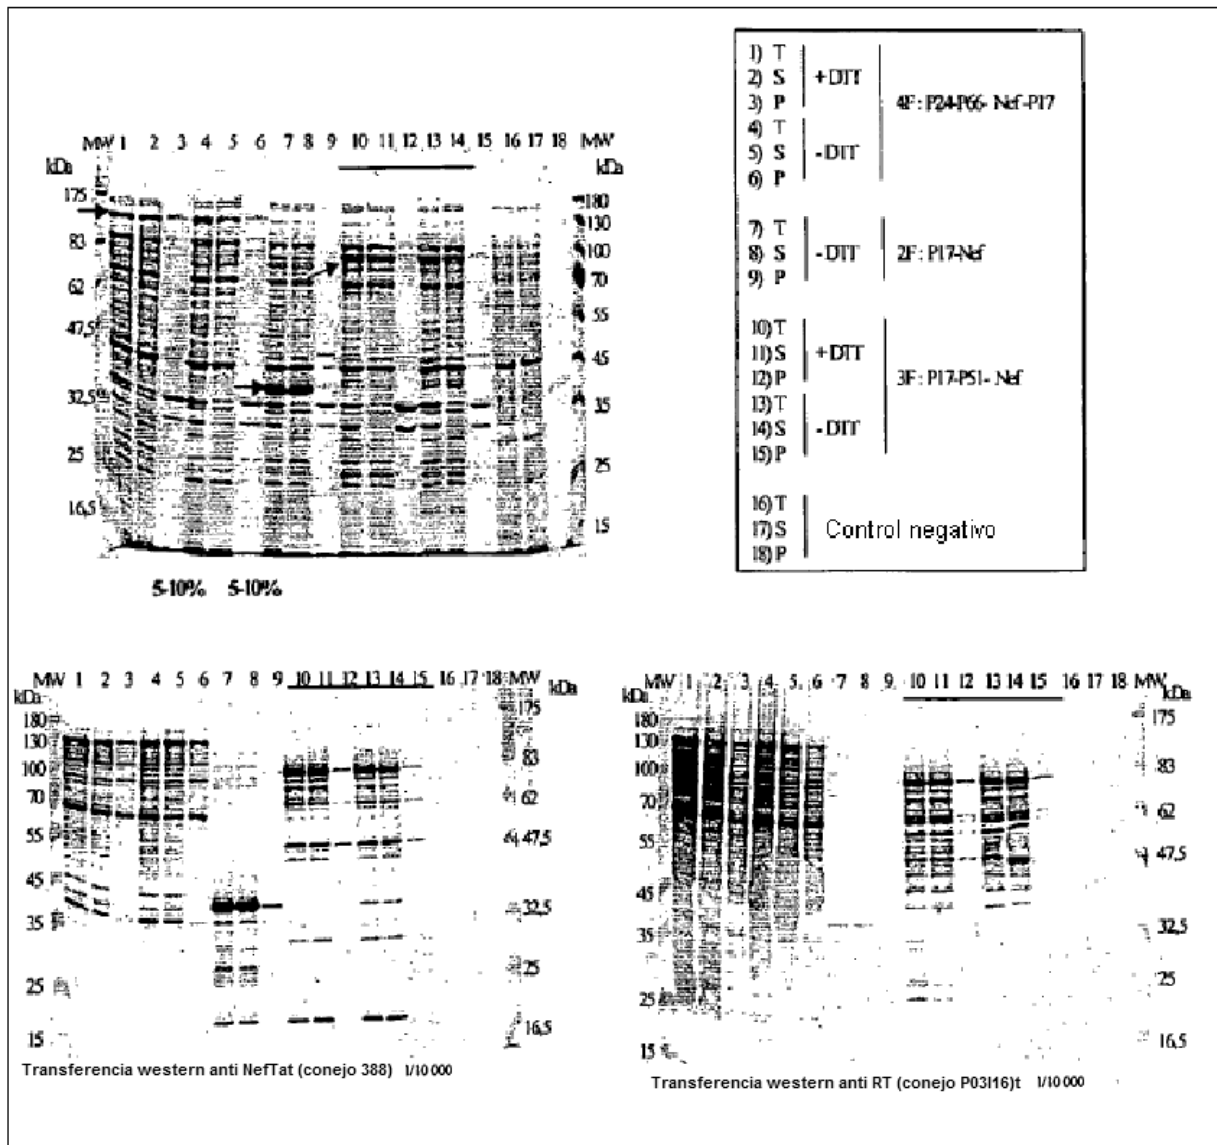 1) T
2) S
3) P
+DTT
4) T
5) S
6) P
-DTT
4F: P24-P66- Nef-P17
7) T
8) S
9) P
-DTT
2F: P17-Nef
10) T
11) S
12) P
+DTT
13) T
14) S
15) P
-DTT
3F: P17-P51- Nef
16) T
17) S
18) P
Control negativo
MW 1 2 3 4 5 6 7 8 9 10 11 12 13 14 15 16 17 18 MW
kDa kDa
175
83
62
47,5
32,5
25
16,5
180
130
100
70
55
45
35
25
15
5-10% 5-10%
MW 1 2 3 4 5 6 7 8 9 10 11 12 13 14 15 16 17 18 MW
kDa kDa
180
130
100
70
55
45
35
25
15
175
83
62
47,5
32,5
25
16,5
Transferencia western anti NefTat (conejo 388) 1/10 000
MW 1 2 3 4 5 6 7 8 9 10 11 12 13 14 15 16 17 18 MW
kDa kDa
180
130
100
70
55
45
35
25
15
175
83
62
47,5
32,5
25
16,5
Transferencia western anti RT (conejo P03I16)t 1/10 000